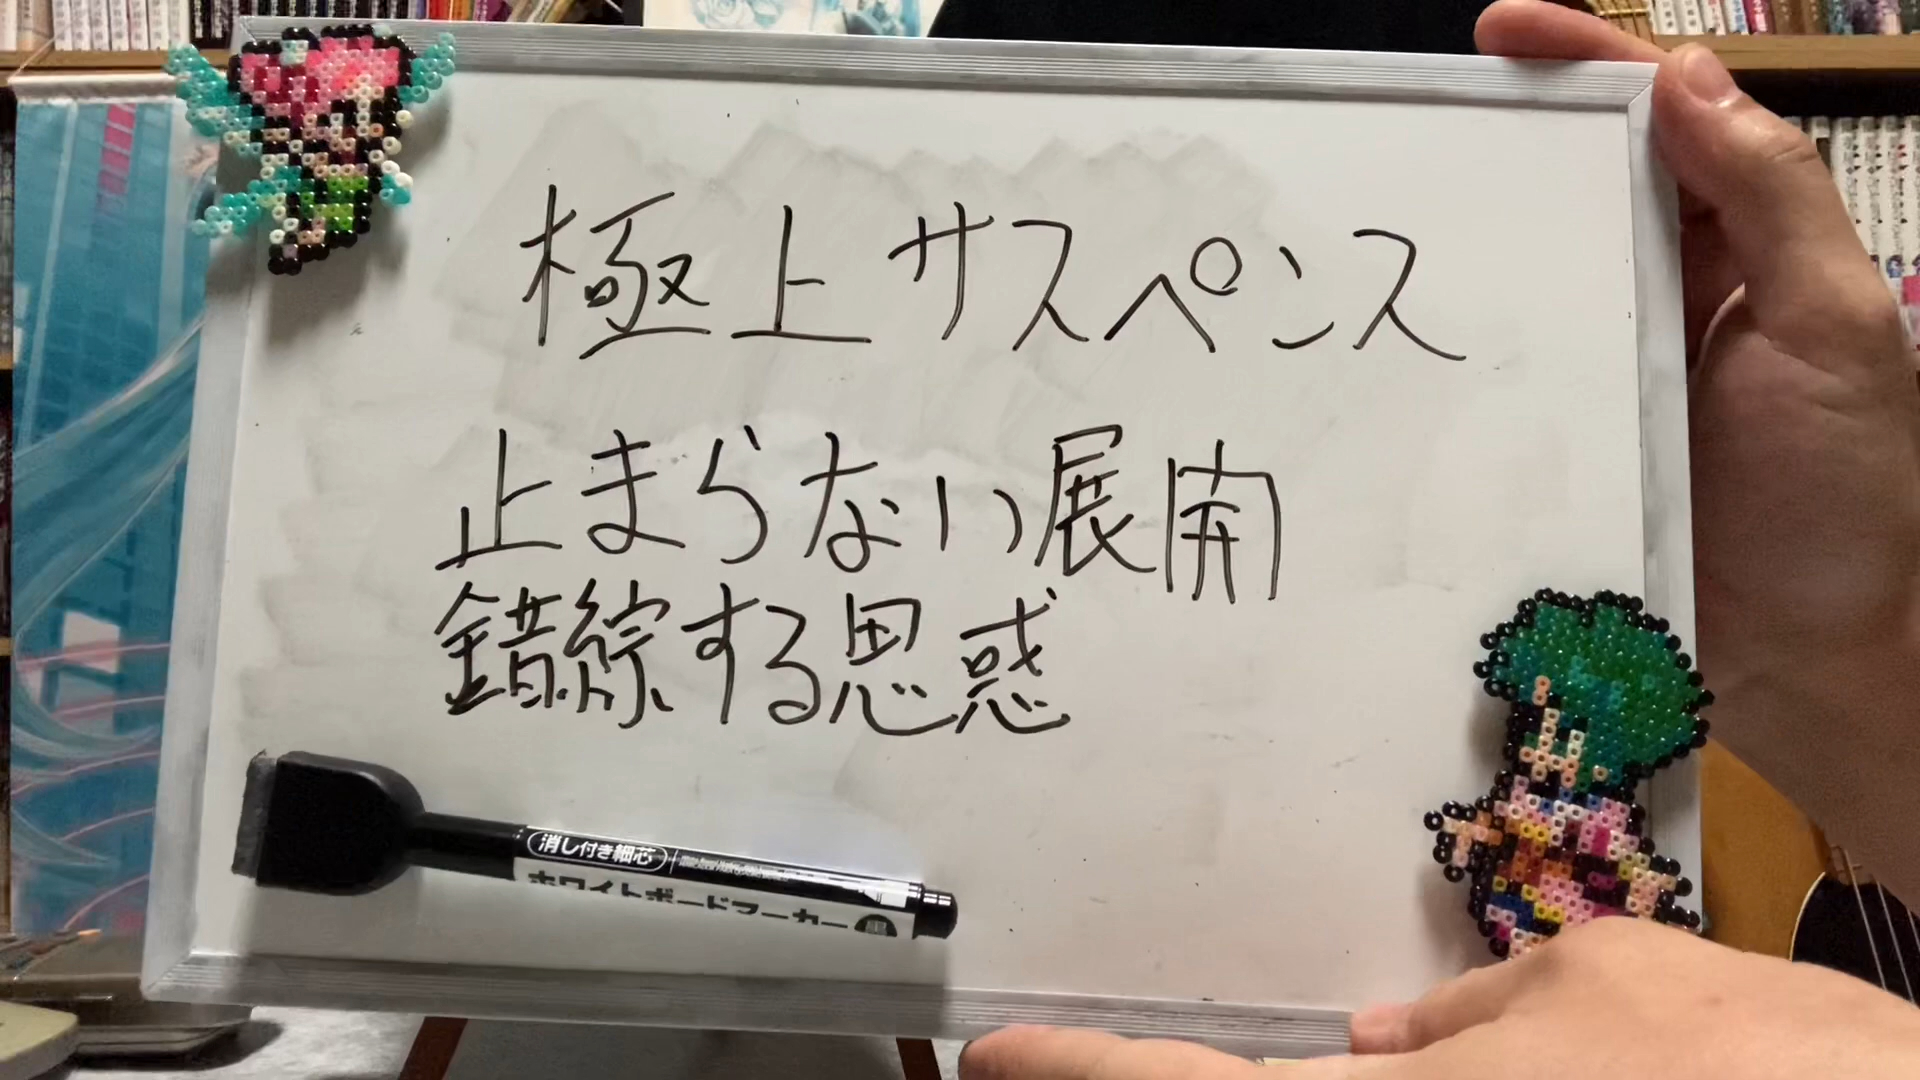 極上サスペンス
止まらない展開
錯綜する思惑
消し付き細芯
ホワイトボードマーカー